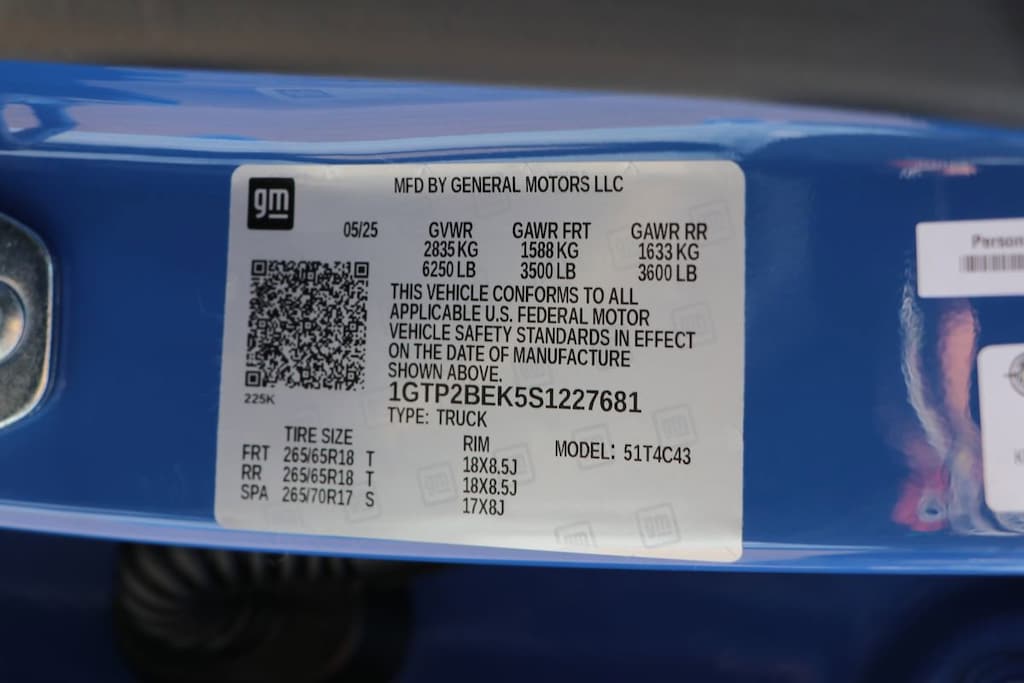 gm
MFD BY GENERAL MOTORS LLC
05/25
GVWR GAWR FRT GAWR RR
2835 KG 1588 KG 1633 KG
6250 LB 3500 LB 3600 LB
THIS VEHICLE CONFORMS TO ALL
APPLICABLE U.S. FEDERAL MOTOR
VEHICLE SAFETY STANDARDS IN EFFECT
ON THE DATE OF MANUFACTURE
SHOWN ABOVE.
225K
1GTP2BEK5S1227681
TYPE: TRUCK
TIRE SIZE RIM MODEL: 51T4C43
FRT 265/65R18 T 18X8.5J
RR 265/65R18 T 18X8.5J
SPA 265/70R17 S 17X8J
Person